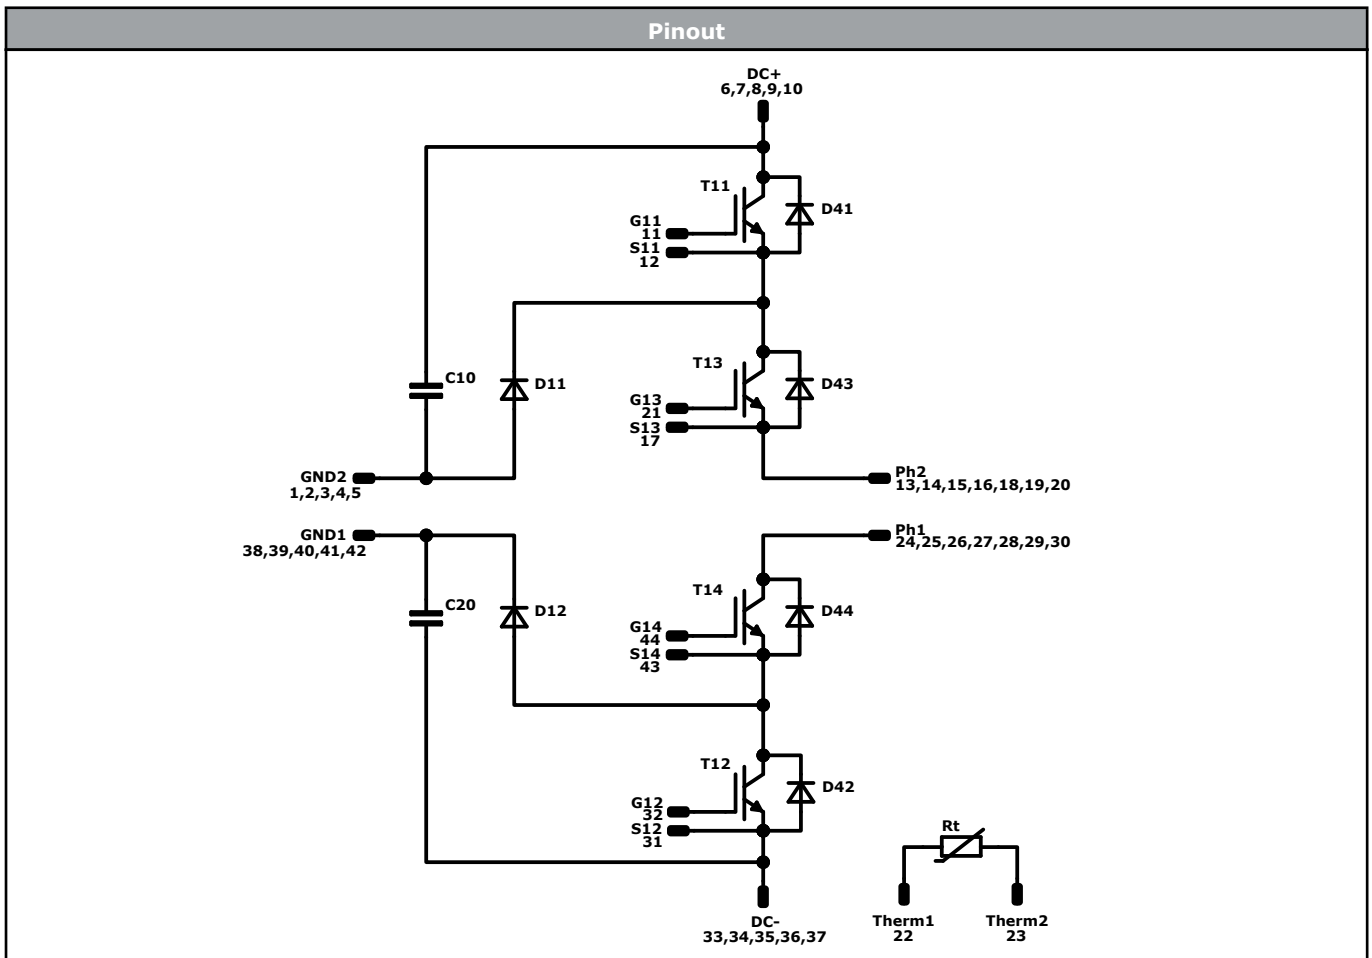 Pinout
DC+
6,7,8,9,10
T11
D41
G11
11
S11
12
T13
D43
C10
D11
G13
21
S13
17
GND2
1,2,3,4,5
Ph2
13,14,15,16,18,19,20
GND1
38,39,40,41,42
Ph1
24,25,26,27,28,29,30
T14
D44
C20
D12
G14
44
S14
43
T12
D42
G12
32
S12
31
Rt
DC-
33,34,35,36,37
Therm1
22
Therm2
23